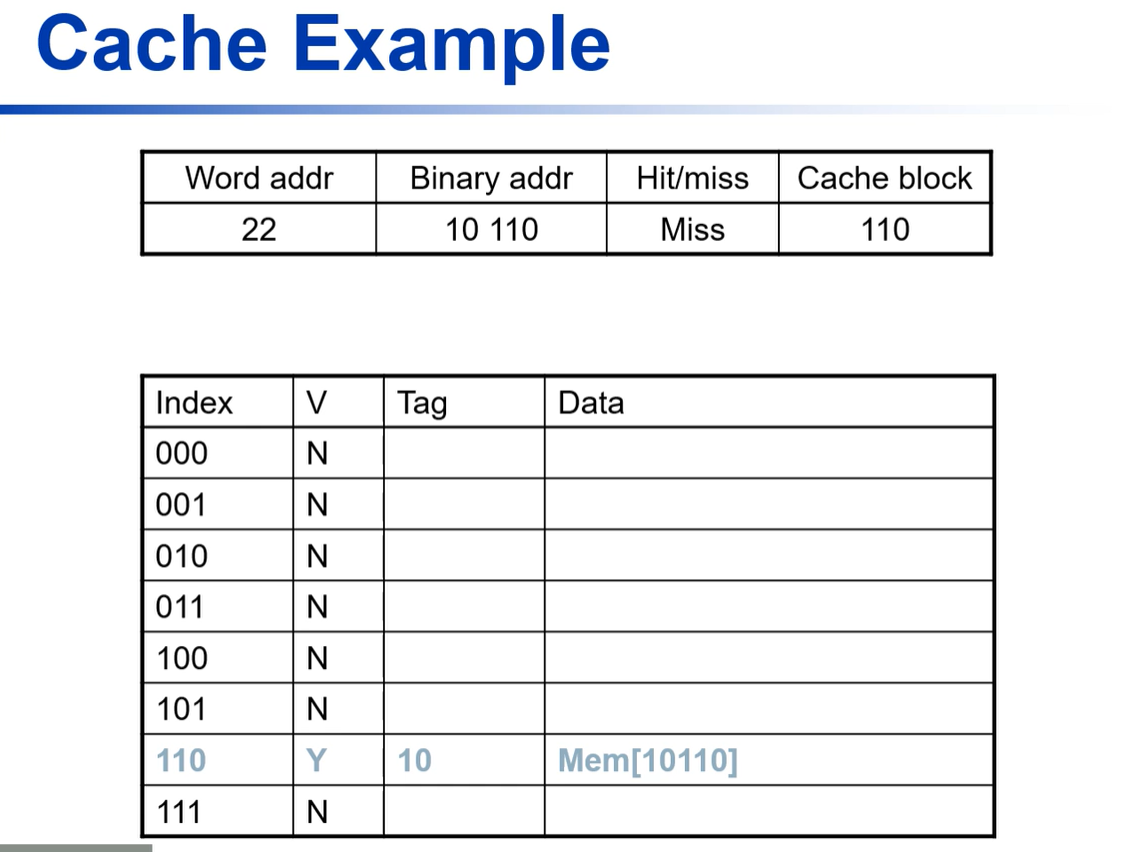 Cache Example
Word addr Binary addr Hit/miss Cache block
22 10 110 Miss 110
Index V Tag Data
000 N
001 N
010 N
011 N
100 N
101 N
110 Y 10 Mem[10110]
111 N